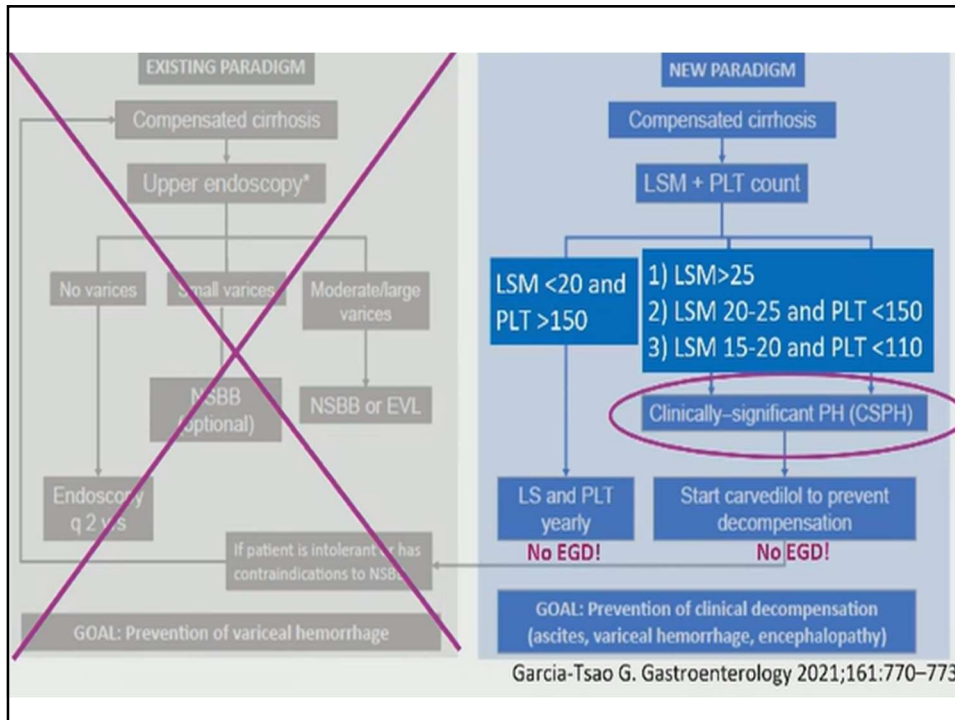 EXISTING PARADIGM
Compensated cirrhosis
Upper endoscopy*
No varices
Small varices
Moderate/large
varices
NSBB
(optional)
NSBB or EVL
Endoscopy
q 2 yrs
If patient is intolerant or has
contraindications to NSBB
GOAL: Prevention of variceal hemorrhage
NEW PARADIGM
Compensated cirrhosis
LSM + PLT count
LSM <20 and
PLT >150
1) LSM>25
2) LSM 20-25 and PLT <150
3) LSM 15-20 and PLT <110
Clinically–significant PH (CSPH)
LS and PLT
yearly
No EGD!
Start carvedilol to prevent
decompensation
No EGD!
GOAL: Prevention of clinical decompensation
(ascites, variceal hemorrhage, encephalopathy)
Garcia-Tsao G. Gastroenterology 2021;161:770–773